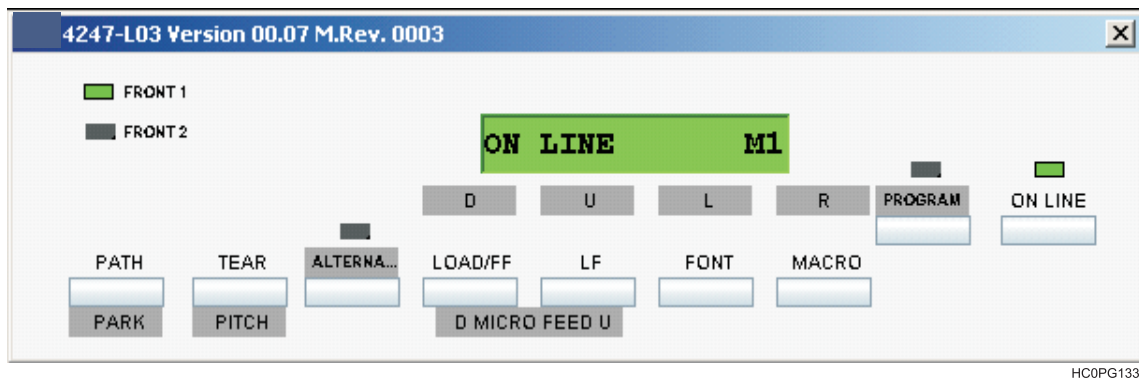 4247-L03 Version 00.07 M.Rev. 0003
FRONT 1
FRONT 2
ON LINE M1
D U L R PROGRAM ON LINE
PATH TEAR ALTERNA... LOAD/FF LF FONT MACRO
PARK PITCH D MICRO FEED U
HC0PG133